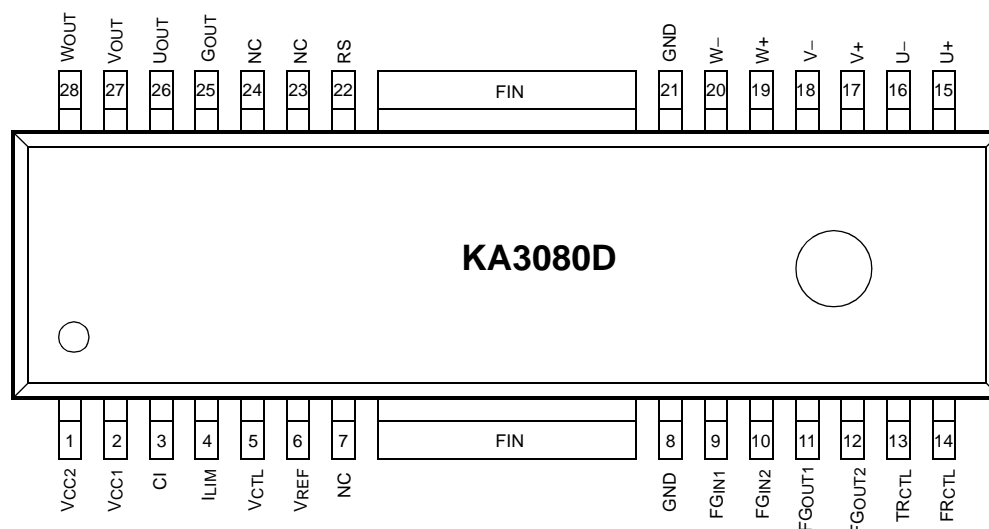 WOUT VOUT UOUT GOUT NC NC RS GND W− W+ V− V+ U− U+
28 27 26 25 24 23 22 FIN 21 20 19 18 17 16 15
KA3080D
1 2 3 4 5 6 7 FIN 8 9 10 11 12 13 14
VCC2 VCC1 CI ILIM VCTL VREF NC GND FGIN1 FGIN2 FGOUT1 FGOUT2 TRCTL FRCTL